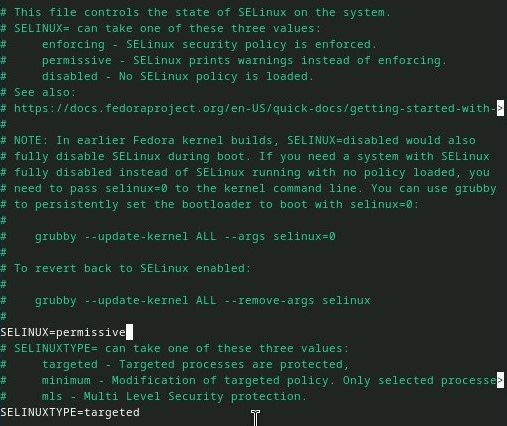 # This file controls the state of SELinux on the system.
# SELINUX= can take one of these three values:
#     enforcing - SELinux security policy is enforced.
#     permissive - SELinux prints warnings instead of enforcing.
#     disabled - No SELinux policy is loaded.
# See also:
# https://docs.fedoraproject.org/en-US/quick-docs/getting-started-with->
#
# NOTE: In earlier Fedora kernel builds, SELINUX=disabled would also
# fully disable SELinux during boot. If you need a system with SELinux
# fully disabled instead of SELinux running with no policy loaded, you
# need to pass selinux=0 to the kernel command line. You can use grubby
# to persistently set the bootloader to boot with selinux=0:
#
#    grubby --update-kernel ALL --args selinux=0
#
# To revert back to SELinux enabled:
#
#    grubby --update-kernel ALL --remove-args selinux
#
SELINUX=permissive
# SELINUXTYPE= can take one of these three values:
#     targeted - Targeted processes are protected,
#     minimum - Modification of targeted policy. Only selected processe>
#     mls - Multi Level Security protection.
SELINUXTYPE=targeted